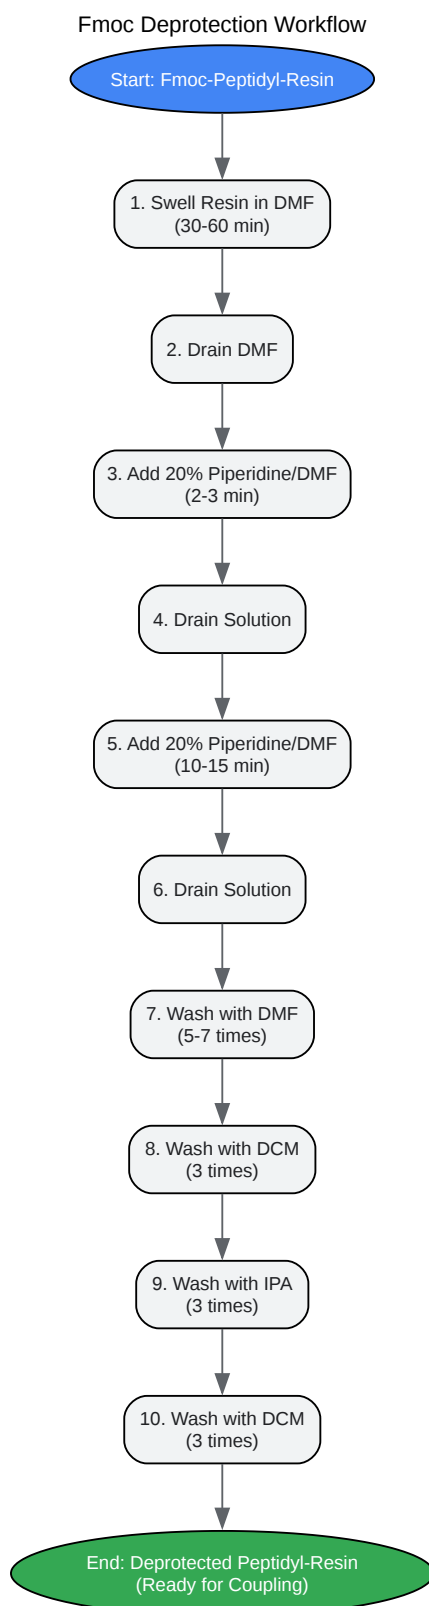 Fmoc Deprotection Workflow
Start: Fmoc-Peptidyl-Resin
1. Swell Resin in DMF
(30-60 min)
2. Drain DMF
3. Add 20% Piperidine/DMF
(2-3 min)
4. Drain Solution
5. Add 20% Piperidine/DMF
(10-15 min)
6. Drain Solution
7. Wash with DMF
(5-7 times)
8. Wash with DCM
(3 times)
9. Wash with IPA
(3 times)
10. Wash with DCM
(3 times)
End: Deprotected Peptidyl-Resin
(Ready for Coupling)